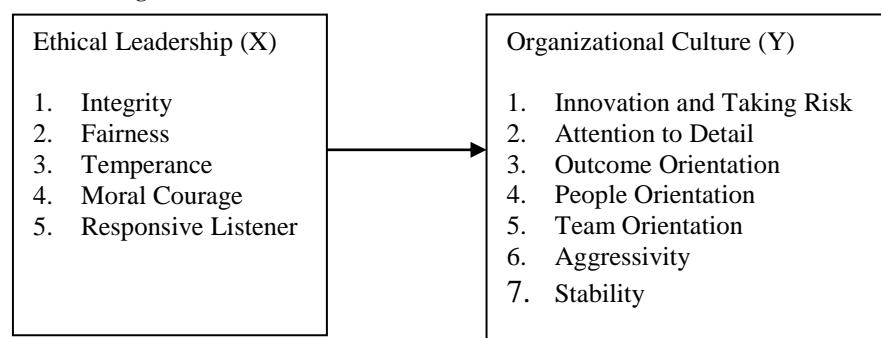 Ethical Leadership (X)
1. Integrity
2. Fairness
3. Temperance
4. Moral Courage
5. Responsive Listener
Organizational Culture (Y)
1. Innovation and Taking Risk
2. Attention to Detail
3. Outcome Orientation
4. People Orientation
5. Team Orientation
6. Aggressivity
7. Stability